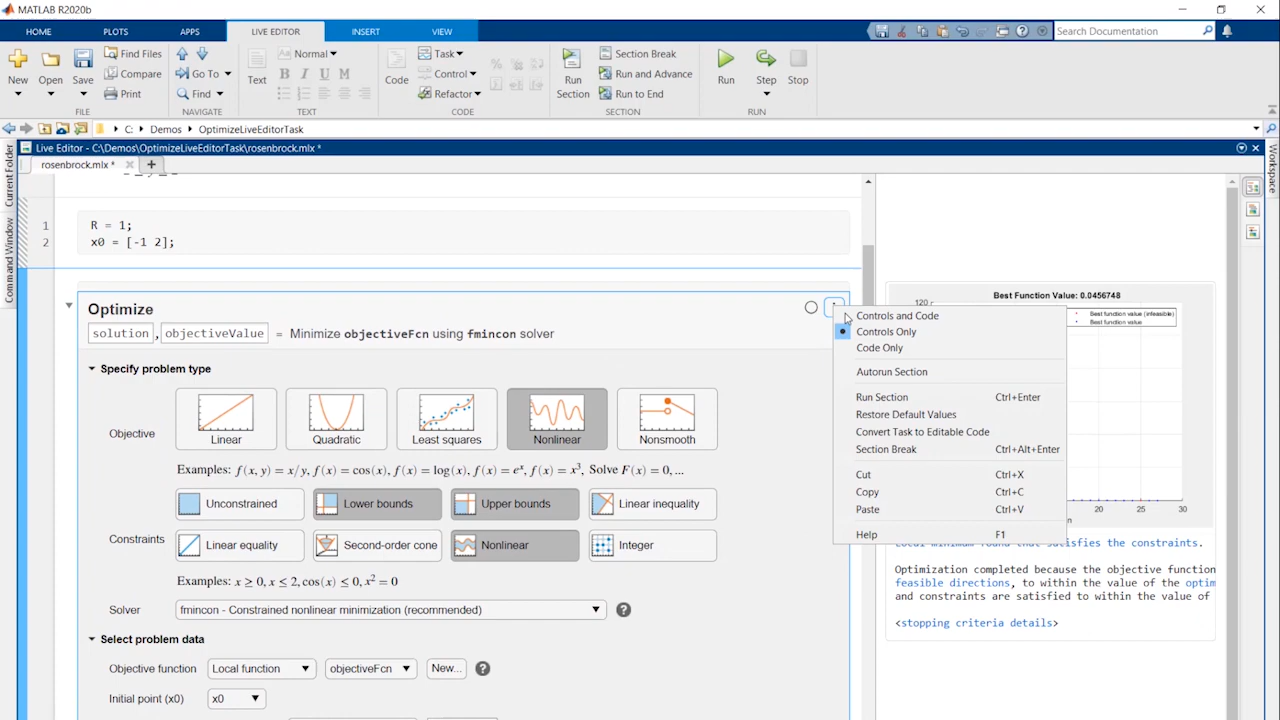 MATLAB R2020b
HOME PLOTS APPS LIVE EDITOR INSERT VIEW Search Documentation
New Open Save Find Files Compare Print
FILE
Go To Find
NAVIGATE
Text Normal B I U M
TEXT
Code Task Control Refactor
CODE
Run Section Section Break Run and Advance Run to End
SECTION
Run Step Stop
RUN
C: Demos OptimizeLiveEditorTask
Live Editor - C:\Demos\OptimizeLiveEditorTask\rosenbrock.mlx *
rosenbrock.mlx *
Current Folder
Command Window
Workspace
1 R = 1;
2 x0 = [-1 2];
Optimize
solution, objectiveValue = Minimize objectiveFcn using fmincon solver
Specify problem type
Objective Linear Quadratic Least squares Nonlinear Nonsmooth
Examples: f(x, y) = x/y, f(x) = cos(x), f(x) = log(x), f(x) = eˣ, f(x) = x³, Solve F(x) = 0, ...
Constraints
Unconstrained Lower bounds Upper bounds Linear inequality
Linear equality Second-order cone Nonlinear Integer
Examples: x ≥ 0, x ≤ 2, cos(x) ≤ 0, x² = 0
Solver fmincon - Constrained nonlinear minimization (recommended) ?
Select problem data
Objective function Local function objectiveFcn New... ?
Initial point (x0) x0
Controls and Code
Controls Only
Code Only
Autorun Section
Run Section Ctrl+Enter
Restore Default Values
Convert Task to Editable Code
Section Break Ctrl+Alt+Enter
Cut Ctrl+X
Copy Ctrl+C
Paste Ctrl+V
Help F1
Best Function Value: 0.0456748
120
Best function value (infeasible)
Best function value
20 25 30
Local minimum found that satisfies the constraints.
Optimization completed because the objective function
feasible directions, to within the value of the optim
and constraints are satisfied to within the value of
<stopping criteria details>